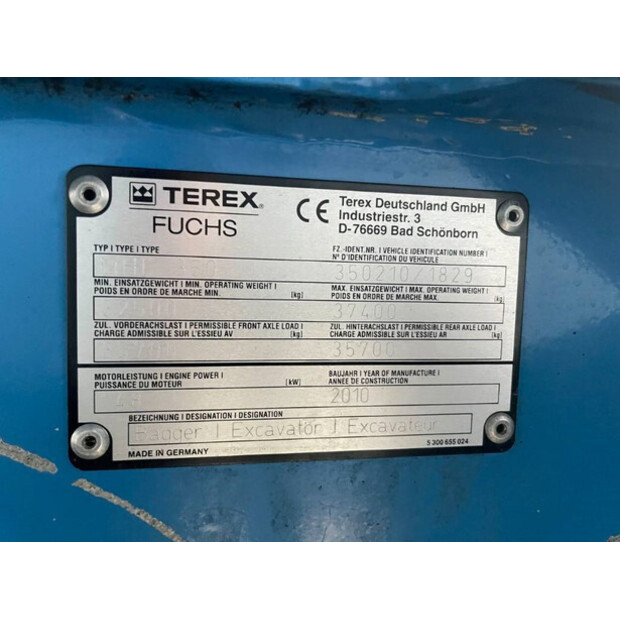 TEREX®
FUCHS
CE
Terex Deutschland GmbH
Industriestr. 3
D-76669 Bad Schönborn
TYP I TYPE I TYPE
FZ.-IDENT.NR. I VEHICLE IDENTIFICATION NUMBER I
N° D'IDENTIFICATION DU VEHICULE
350210/1829
MIN. EINSATZGEWICHT I MIN. OPERATING WEIGHT I
POIDS EN ORDRE DE MARCHE MIN. [kg]
MAX. EINSATZGEWICHT I MAX. OPERATING WEIGHT I
POIDS EN ORDRE DE MARCHE MAX. [kg]
37400
ZUL. VORDERACHSLAST I PERMISSIBLE FRONT AXLE LOAD I
CHARGE ADMISSIBLE SUR L'ESSIEU AV [kg]
ZUL. HINTERACHSLAST I PERMISSIBLE REAR AXLE LOAD I
CHARGE ADMISSIBLE SUR L'ESSIEU AR [kg]
35700
MOTORLEISTUNG I ENGINE POWER I
PUISSANCE DU MOTEUR [kW]
BAUJAHR I YEAR OF MANUFACTURE I
ANNEE DE CONSTRUCTION
2010
BEZEICHNUNG I DESIGNATION I DESIGNATION
Bagger I Excavator I Excavateur
MADE IN GERMANY
5 300 655 024